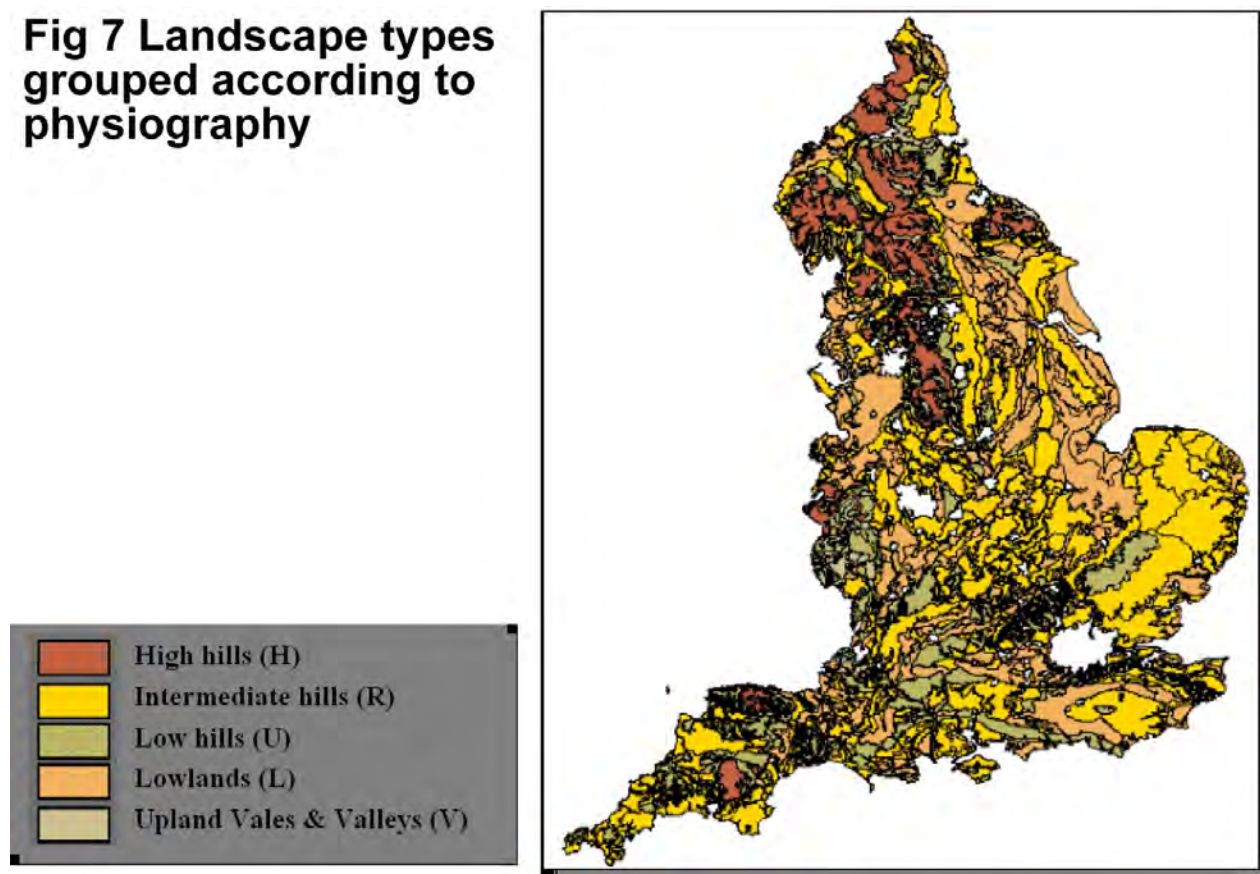 Fig 7 Landscape types
grouped according to
physiography
High hills (H)
Intermediate hills (R)
Low hills (U)
Lowlands (L)
Upland Vales & Valleys (V)